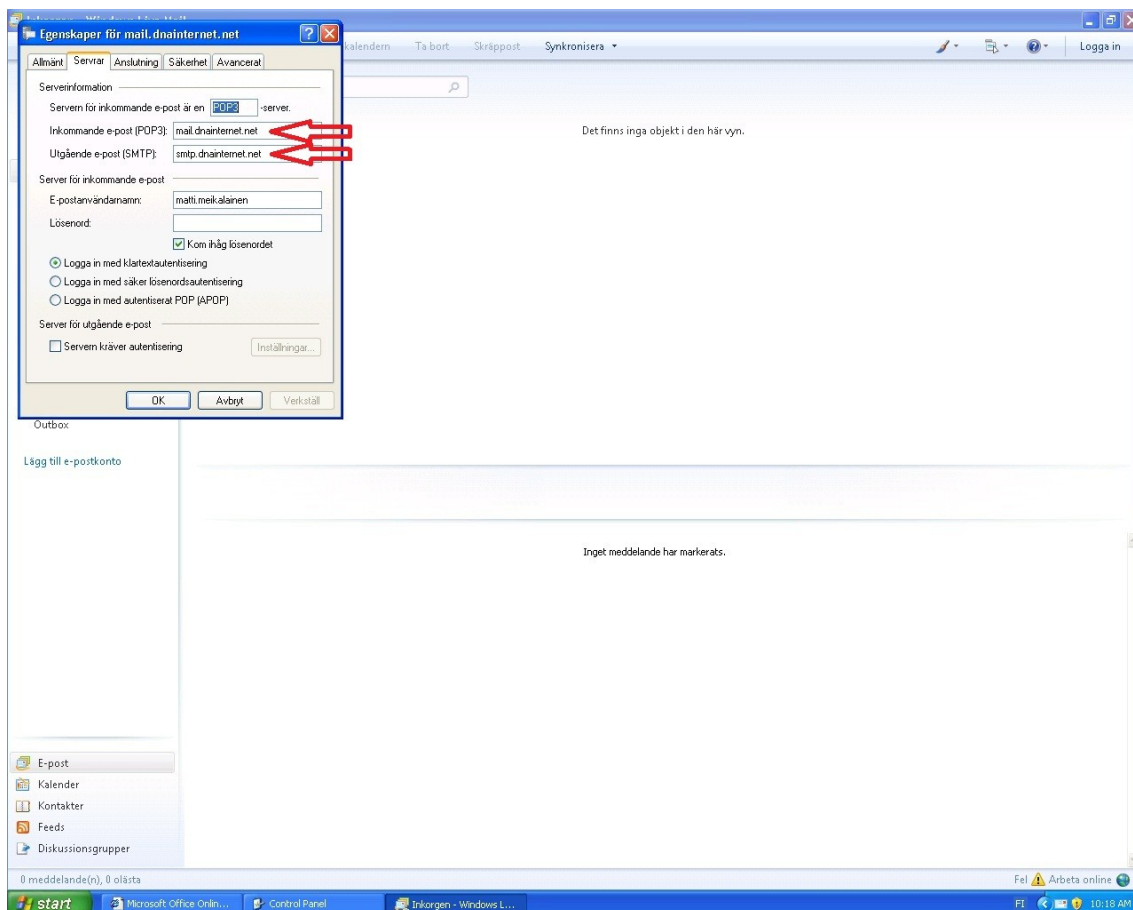 Egenskaper för mail.dnainternet.net
kalendern Ta bort Skräppost Synkronisera Logga in
Allmänt Servrar Anslutning Säkerhet Avancerat
Serverinformation
Servern för inkommande e-post är en POP3 -server.
Inkommande e-post (POP3): mail.dnainternet.net
Utgående e-post (SMTP): smtp.dnainternet.net
Det finns inga objekt i den här vyn.
Server för inkommande e-post
E-postanvändarnamn: matti.meikalainen
Lösenord:
Kom ihåg lösenordet
Logga in med klartextautentisering
Logga in med säker lösenordsautentisering
Logga in med autentiserat POP (APOP)
Server för utgående e-post
Servern kräver autentisering Inställningar...
OK Avbryt Verkställ
Outbox
Lägg till e-postkonto
Inget meddelande har markerats.
E-post
Kalender
Kontakter
Feeds
Diskussionsgrupper
0 meddelande(n), 0 olästa Fel Arbeta online
start Microsoft Office Onlin... Control Panel Inkorgen - Windows L... FI 10:18 AM